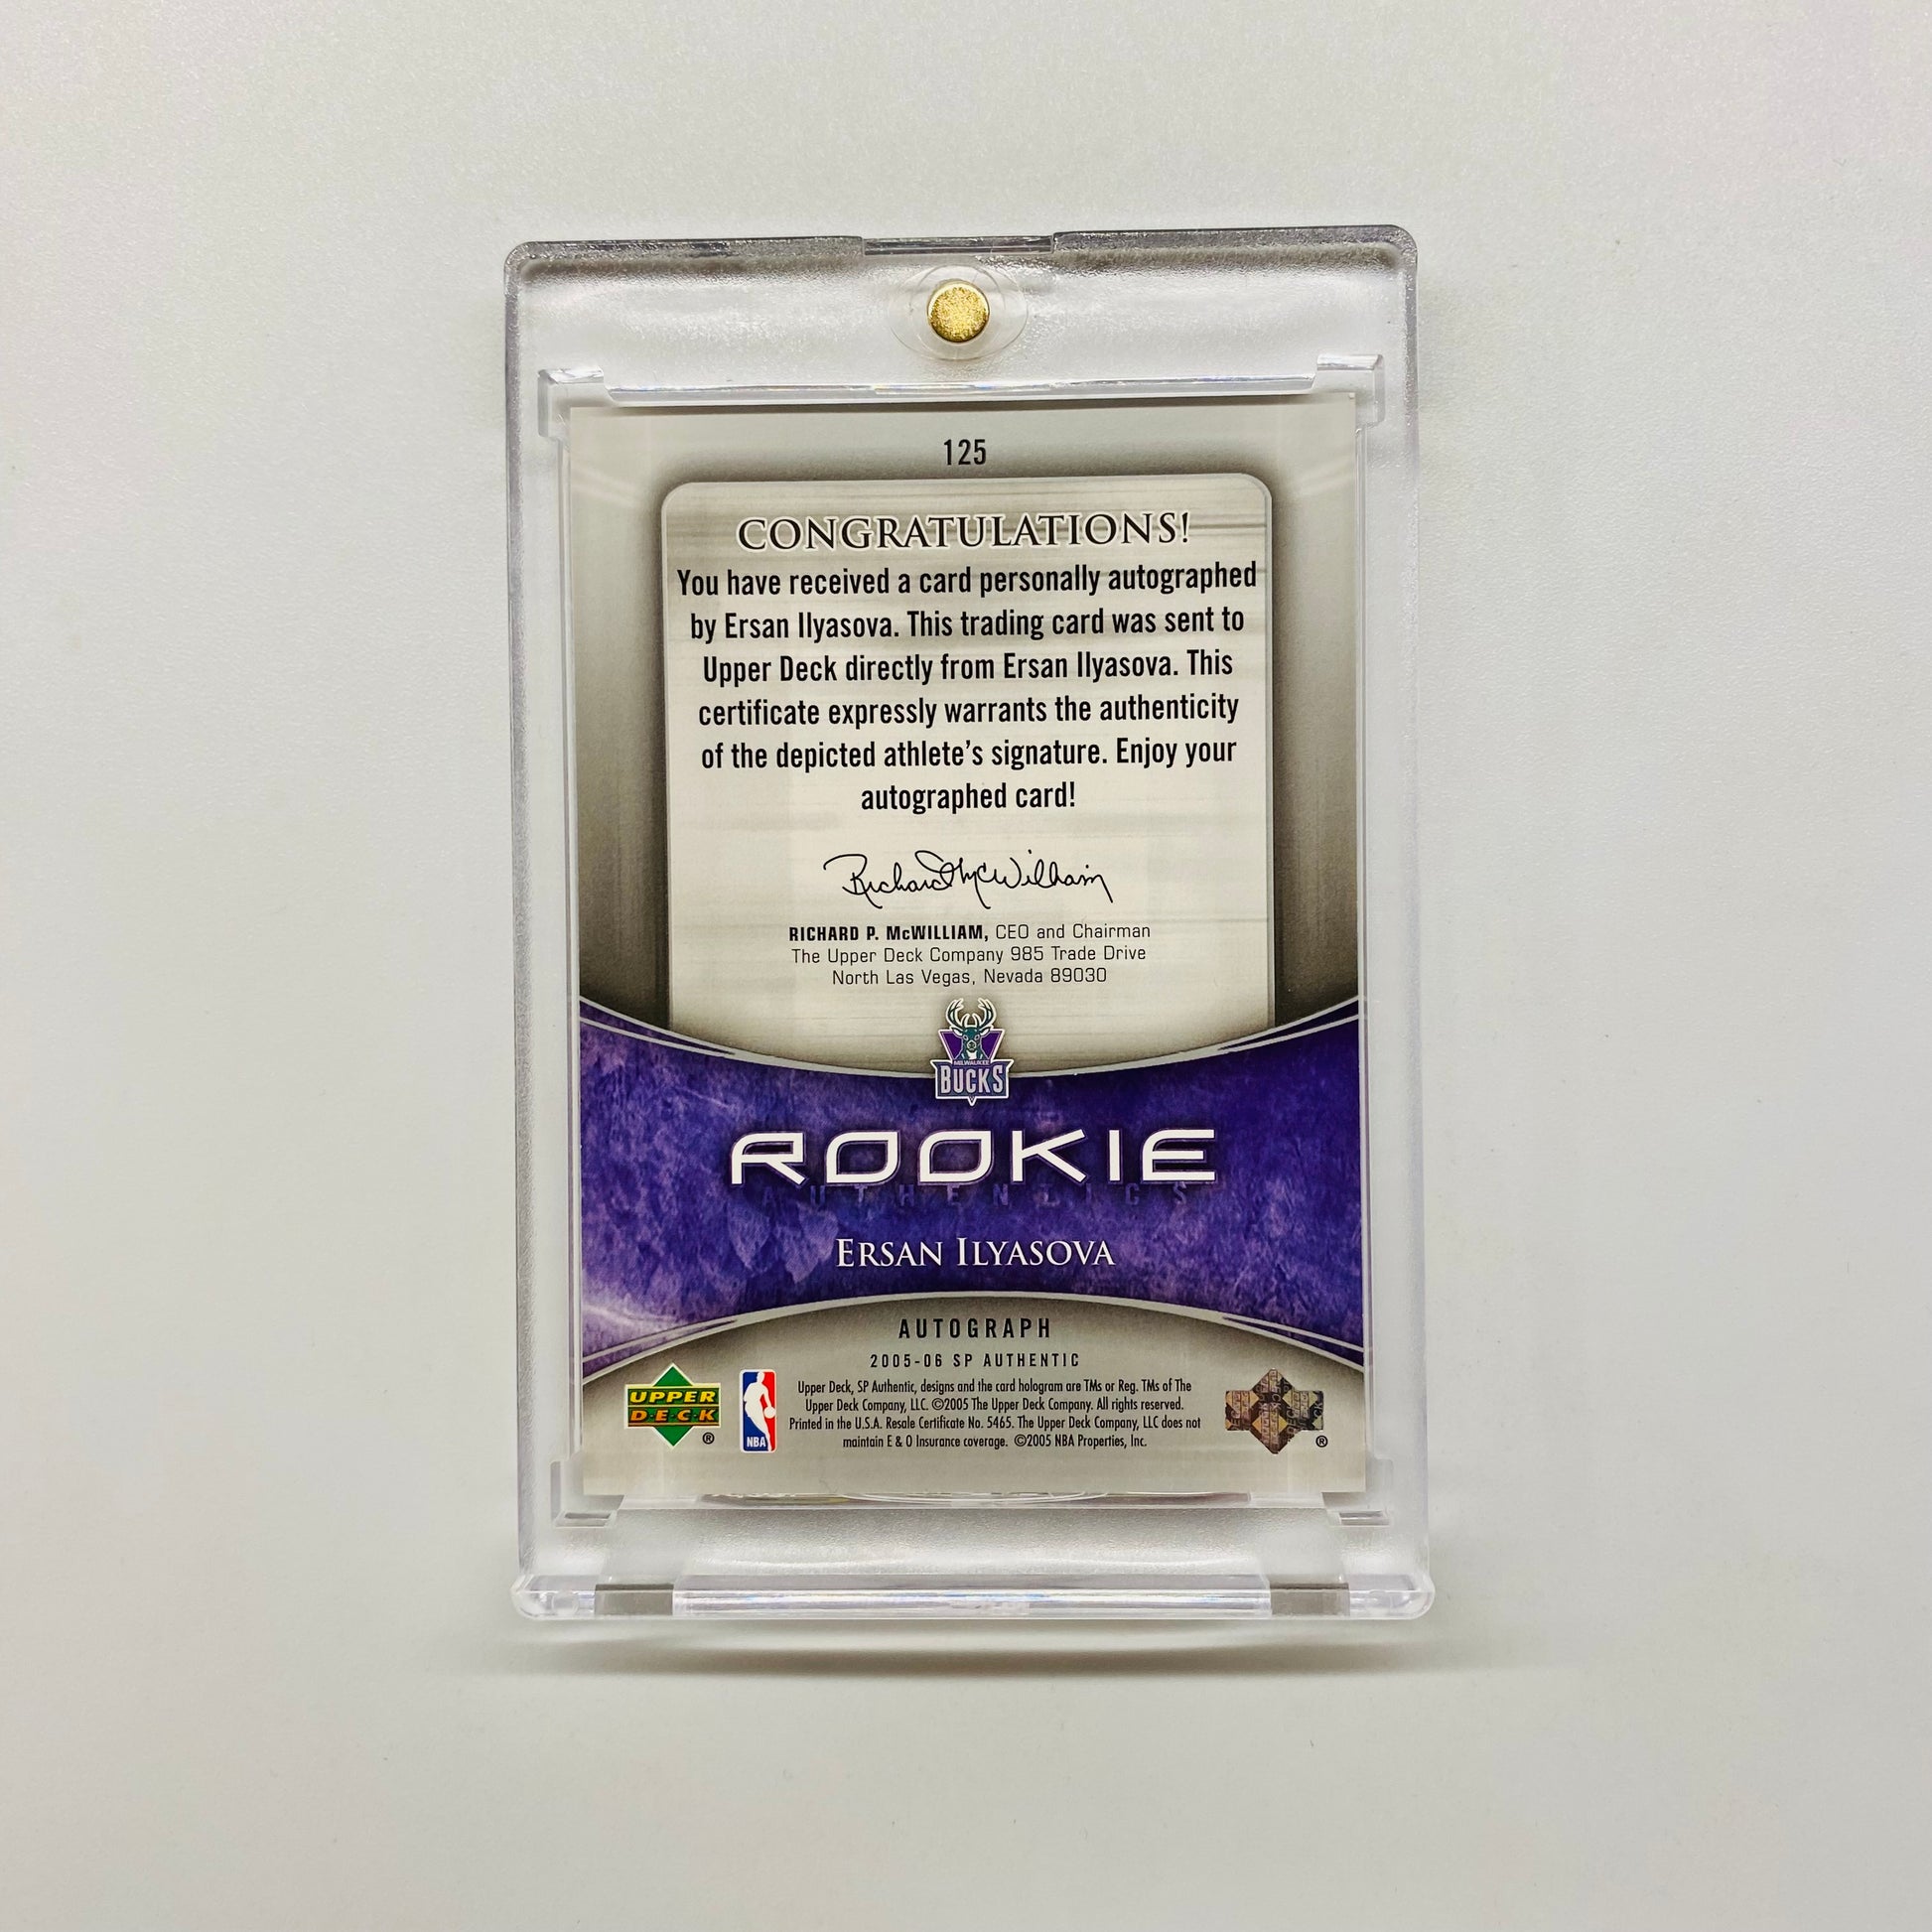 125
CONGRATULATIONS!
You have received a card personally autographed
by Ersan Ilyasova. This trading card was sent to
Upper Deck directly from Ersan Ilyasova. This
certificate expressly warrants the authenticity
of the depicted athlete's signature. Enjoy your
autographed card!
Richard McWilliam
RICHARD P. McWILLIAM, CEO and Chairman
The Upper Deck Company 985 Trade Drive
North Las Vegas, Nevada 89030
MILWAUKEE
BUCKS
ROOKIE
AUTHENTICS
ERSAN ILYASOVA
AUTOGRAPH
2005-06 SP AUTHENTIC
UPPER
DECK
®
NBA
Upper Deck, SP Authentic, designs and the card hologram are TMs or Reg. TMs of The
Upper Deck Company, LLC. ©2005 The Upper Deck Company. All rights reserved.
Printed in the U.S.A. Resale Certificate No. 5465. The Upper Deck Company, LLC does not
maintain E & O Insurance coverage. ©2005 NBA Properties, Inc.
®